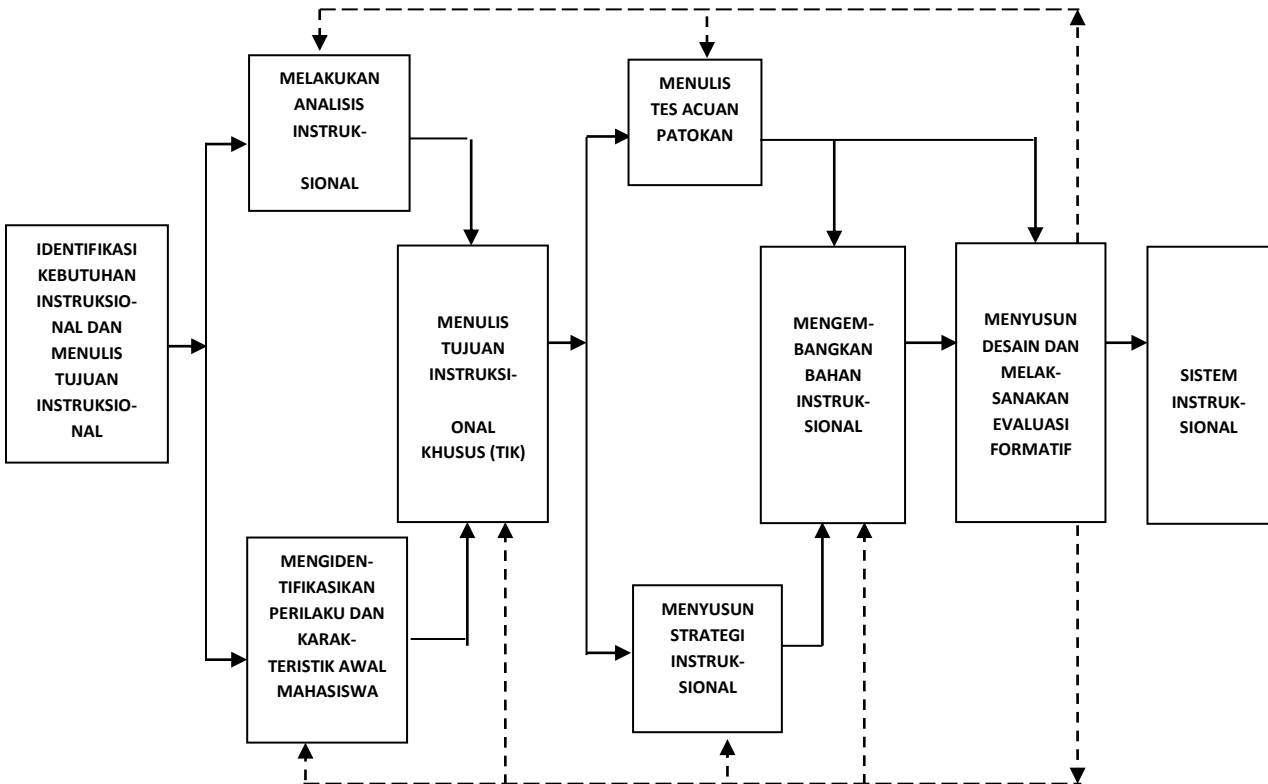 IDENTIFIKASI
KEBUTUHAN
INSTRUKSIO-
NAL DAN
MENULIS
TUJUAN
INSTRUKSIO-
NAL
MELAKUKAN
ANALISIS
INSTRUK-
SIONAL
MENGIDEN-
TIFIKASIKAN
PERILAKU DAN
KARAK-
TERISTIK AWAL
MAHASISWA
MENULIS
TUJUAN
INSTRUKSI-
ONAL
KHUSUS (TIK)
MENULIS
TES ACUAN
PATOKAN
MENYUSUN
STRATEGI
INSTRUK-
SIONAL
MENGEM-
BANGKAN
BAHAN
INSTRUK-
SIONAL
MENYUSUN
DESAIN DAN
MELAK-
SANAKAN
EVALUASI
FORMATIF
SISTEM
INSTRUK-
SIONAL